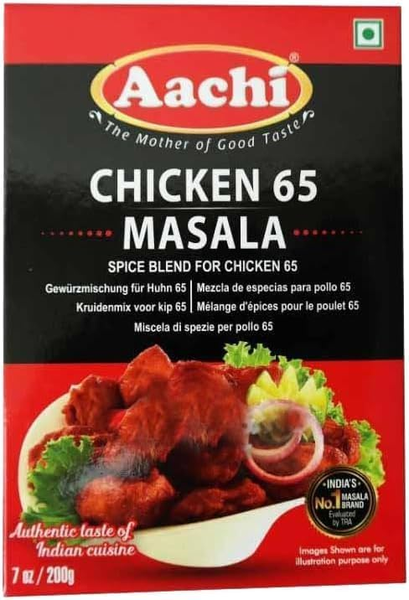 Aachi®
The Mother of Good Taste
CHICKEN 65
MASALA
SPICE BLEND FOR CHICKEN 65
Gewürzmischung für Huhn 65 | Mezcla de especias para pollo 65
Kruidenmix voor kip 65 | Mélange d'épices pour le poulet 65
Miscela di spezie per pollo 65
INDIA'S
No.1 MASALA BRAND
Evaluated by TRA
Authentic taste of
Indian cuisine
7 oz / 200g
Images Shown are for
illustration purpose only